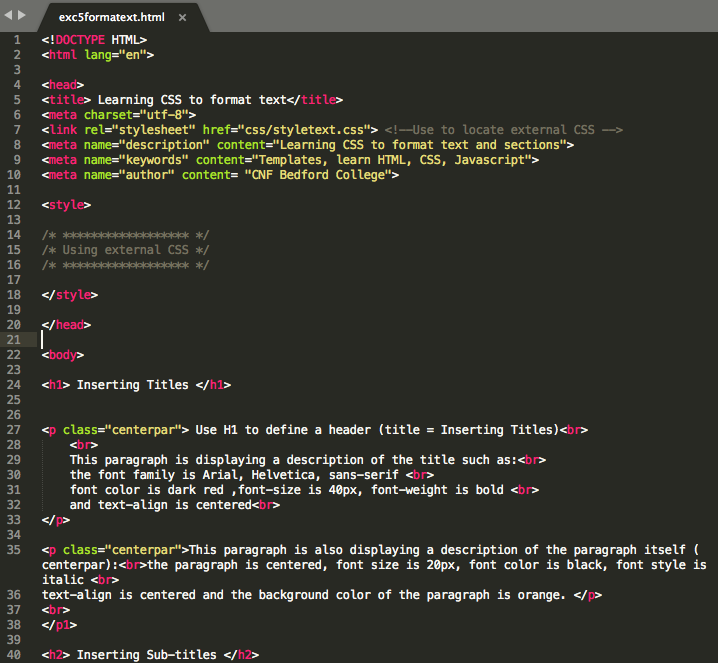 exc5formatext.html ×
1 <!DOCTYPE HTML>
2 <html lang="en">
3
4 <head>
5 <title> Learning CSS to format text</title>
6 <meta charset="utf-8">
7 <link rel="stylesheet" href="css/styletext.css"> <!--Use to locate external CSS -->
8 <meta name="description" content="Learning CSS to format text and sections">
9 <meta name="keywords" content="Templates, learn HTML, CSS, Javascript">
10 <meta name="author" content= "CNF Bedford College">
11
12 <style>
13
14 /* ****************** */
15 /* Using external CSS */
16 /* ****************** */
17
18 </style>
19
20 </head>
21
22 <body>
23
24 <h1> Inserting Titles </h1>
25
26
27 <p class="centerpar"> Use H1 to define a header (title = Inserting Titles)<br>
28 <br>
29 This paragraph is displaying a description of the title such as:<br>
30 the font family is Arial, Helvetica, sans-serif <br>
31 font color is dark red ,font-size is 40px, font-weight is bold <br>
32 and text-align is centered<br>
33 </p>
34
35 <p class="centerpar">This paragraph is also displaying a description of the paragraph itself (
centerpar):<br>the paragraph is centered, font size is 20px, font color is black, font style is
italic <br>
36 text-align is centered and the background color of the paragraph is orange. </p>
37 <br>
38 </p1>
39
40 <h2> Inserting Sub-titles </h2>